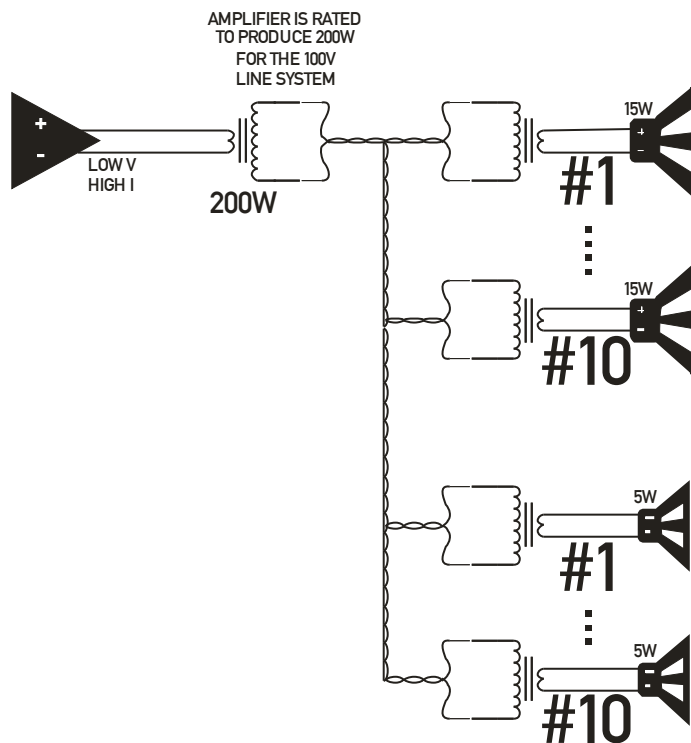 AMPLIFIER IS RATED
TO PRODUCE 200W
FOR THE 100V
LINE SYSTEM
+
-
LOW V
HIGH I
200W
15W
+
-
#1
15W
+
-
#10
5W
#1
5W
#10